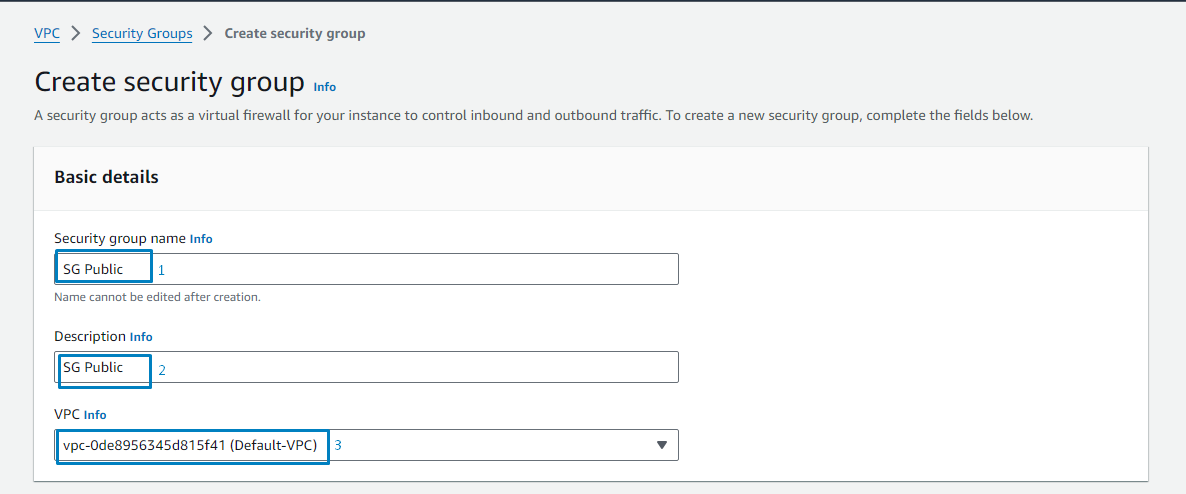 VPC > Security Groups > Create security group
Create security group Info
A security group acts as a virtual firewall for your instance to control inbound and outbound traffic. To create a new security group, complete the fields below.
Basic details
Security group name Info
SG Public 1
Name cannot be edited after creation.
Description Info
SG Public 2
VPC Info
vpc-0de8956345d815f41 (Default-VPC) 3